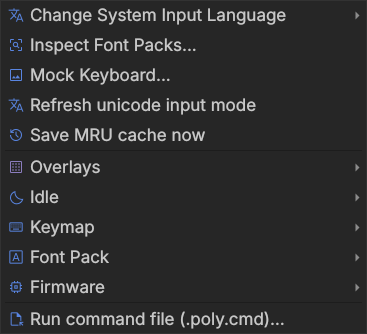 Change System Input Language
Inspect Font Packs...
Mock Keyboard...
Refresh unicode input mode
Save MRU cache now
Overlays
Idle
Keymap
Font Pack
Firmware
Run command file (.poly.cmd)...